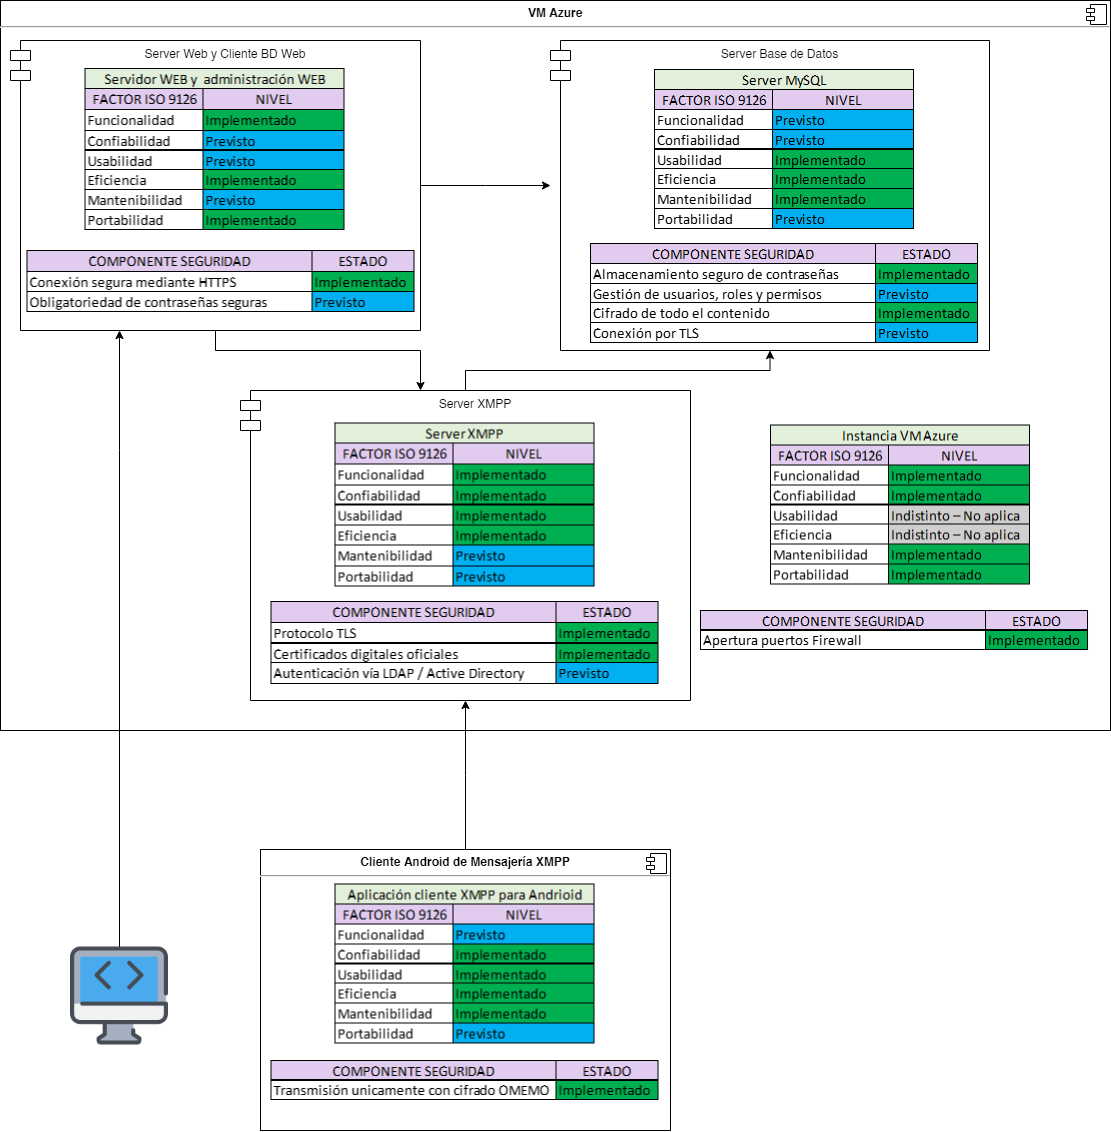 VM Azure
Server Web y Cliente BD Web
Servidor WEB y administración WEB
FACTOR ISO 9126 NIVEL
Funcionalidad Implementado
Confiabilidad Previsto
Usabilidad Previsto
Eficiencia Implementado
Mantenibilidad Previsto
Portabilidad Implementado
COMPONENTE SEGURIDAD ESTADO
Conexión segura mediante HTTPS Implementado
Obligatoriedad de contraseñas seguras Previsto
Server Base de Datos
Server MySQL
FACTOR ISO 9126 NIVEL
Funcionalidad Previsto
Confiabilidad Previsto
Usabilidad Implementado
Eficiencia Implementado
Mantenibilidad Implementado
Portabilidad Previsto
COMPONENTE SEGURIDAD ESTADO
Almacenamiento seguro de contraseñas Implementado
Gestión de usuarios, roles y permisos Previsto
Cifrado de todo el contenido Implementado
Conexión por TLS Previsto
Server XMPP
Server XMPP
FACTOR ISO 9126 NIVEL
Funcionalidad Implementado
Confiabilidad Implementado
Usabilidad Implementado
Eficiencia Implementado
Mantenibilidad Previsto
Portabilidad Previsto
COMPONENTE SEGURIDAD ESTADO
Protocolo TLS Implementado
Certificados digitales oficiales Implementado
Autenticación vía LDAP / Active Directory Previsto
Instancia VM Azure
FACTOR ISO 9126 NIVEL
Funcionalidad Implementado
Confiabilidad Implementado
Usabilidad Indistinto – No aplica
Eficiencia Indistinto – No aplica
Mantenibilidad Implementado
Portabilidad Implementado
COMPONENTE SEGURIDAD ESTADO
Apertura puertos Firewall Implementado
Cliente Android de Mensajería XMPP
Aplicación cliente XMPP para Andrioid
FACTOR ISO 9126 NIVEL
Funcionalidad Previsto
Confiabilidad Implementado
Usabilidad Implementado
Eficiencia Implementado
Mantenibilidad Implementado
Portabilidad Previsto
COMPONENTE SEGURIDAD ESTADO
Transmisión unicamente con cifrado OMEMO Implementado